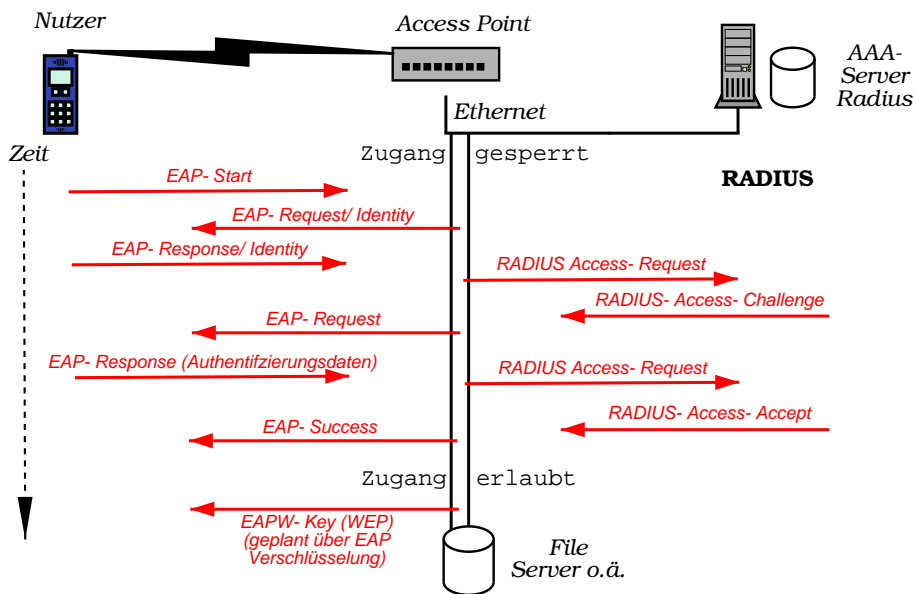 Nutzer
Access Point
AAA-
Server
Radius
Ethernet
Zeit
Zugang gesperrt
RADIUS
EAP- Start
EAP- Request/ Identity
EAP- Response/ Identity
RADIUS Access- Request
RADIUS- Access- Challenge
EAP- Request
EAP- Response (Authentifzierungsdaten)
RADIUS Access- Request
RADIUS- Access- Accept
EAP- Success
Zugang erlaubt
EAPW- Key (WEP)
(geplant über EAP
Verschlüsselung)
File
Server o.ä.